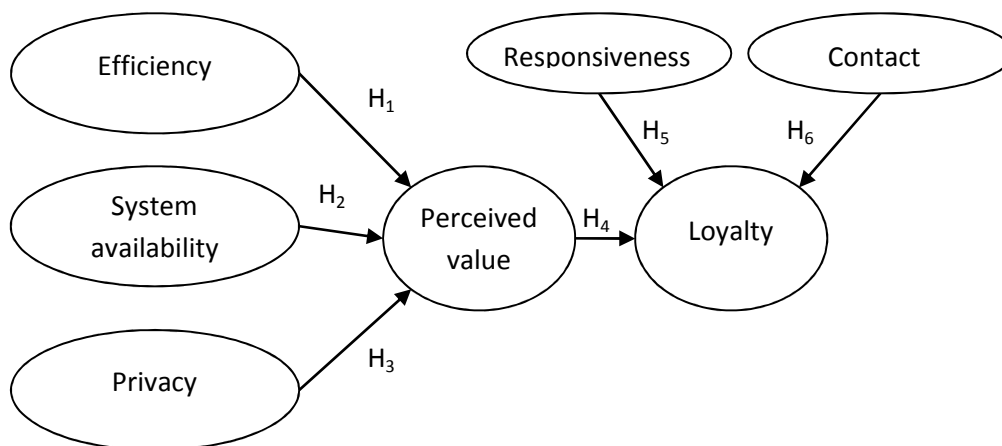 Efficiency
Responsiveness
Contact
H₁
H₅
H₆
System
availability
H₂
Perceived
value
H₄
Loyalty
Privacy
H₃